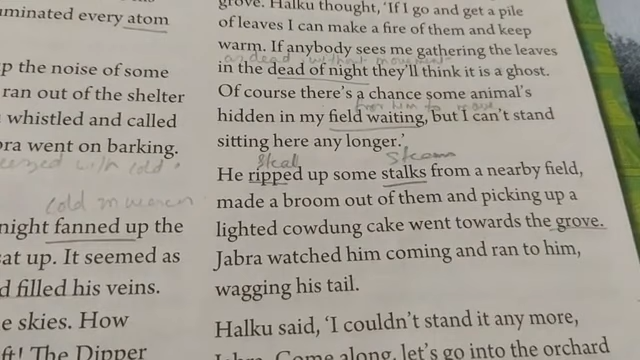 minated every atom
p the noise of some
ran out of the shelter
whistled and called
ra went on barking.
with cold
cold
night fanned up the
at up. It seemed as
d filled his veins.
e skies. How
ft! The Dipper
grove. Halku thought, 'If I go and get a pile
of leaves I can make a fire of them and keep
warm. If anybody sees me gathering the leaves
in the dead of night they'll think it is a ghost.
Of course there's a chance some animal's
hidden in my field waiting, but I can't stand
sitting here any longer.'
Steal
He ripped up some stalks from a nearby field,
made a broom out of them and picking up a
lighted cowdung cake went towards the grove.
Jabra watched him coming and ran to him,
wagging his tail.
Halku said, 'I couldn't stand it any more,
Jabra. Come along, let's go into the orchard